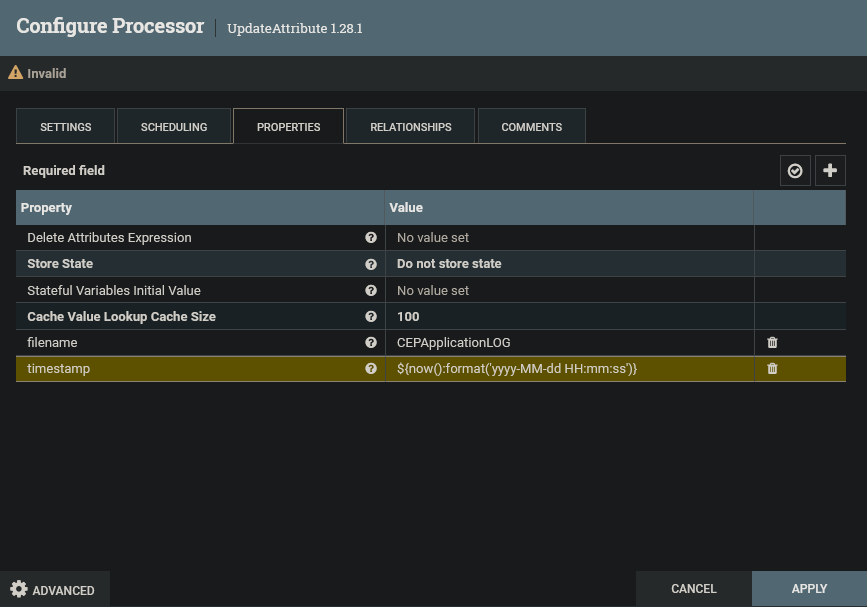 Configure Processor | UpdateAttribute 1.28.1
Invalid
SETTINGS SCHEDULING PROPERTIES RELATIONSHIPS COMMENTS
Required field
Property Value
Delete Attributes Expression No value set
Store State Do not store state
Stateful Variables Initial Value No value set
Cache Value Lookup Cache Size 100
filename CEPApplicationLOG
timestamp ${now():format('yyyy-MM-dd HH:mm:ss')}
ADVANCED CANCEL APPLY